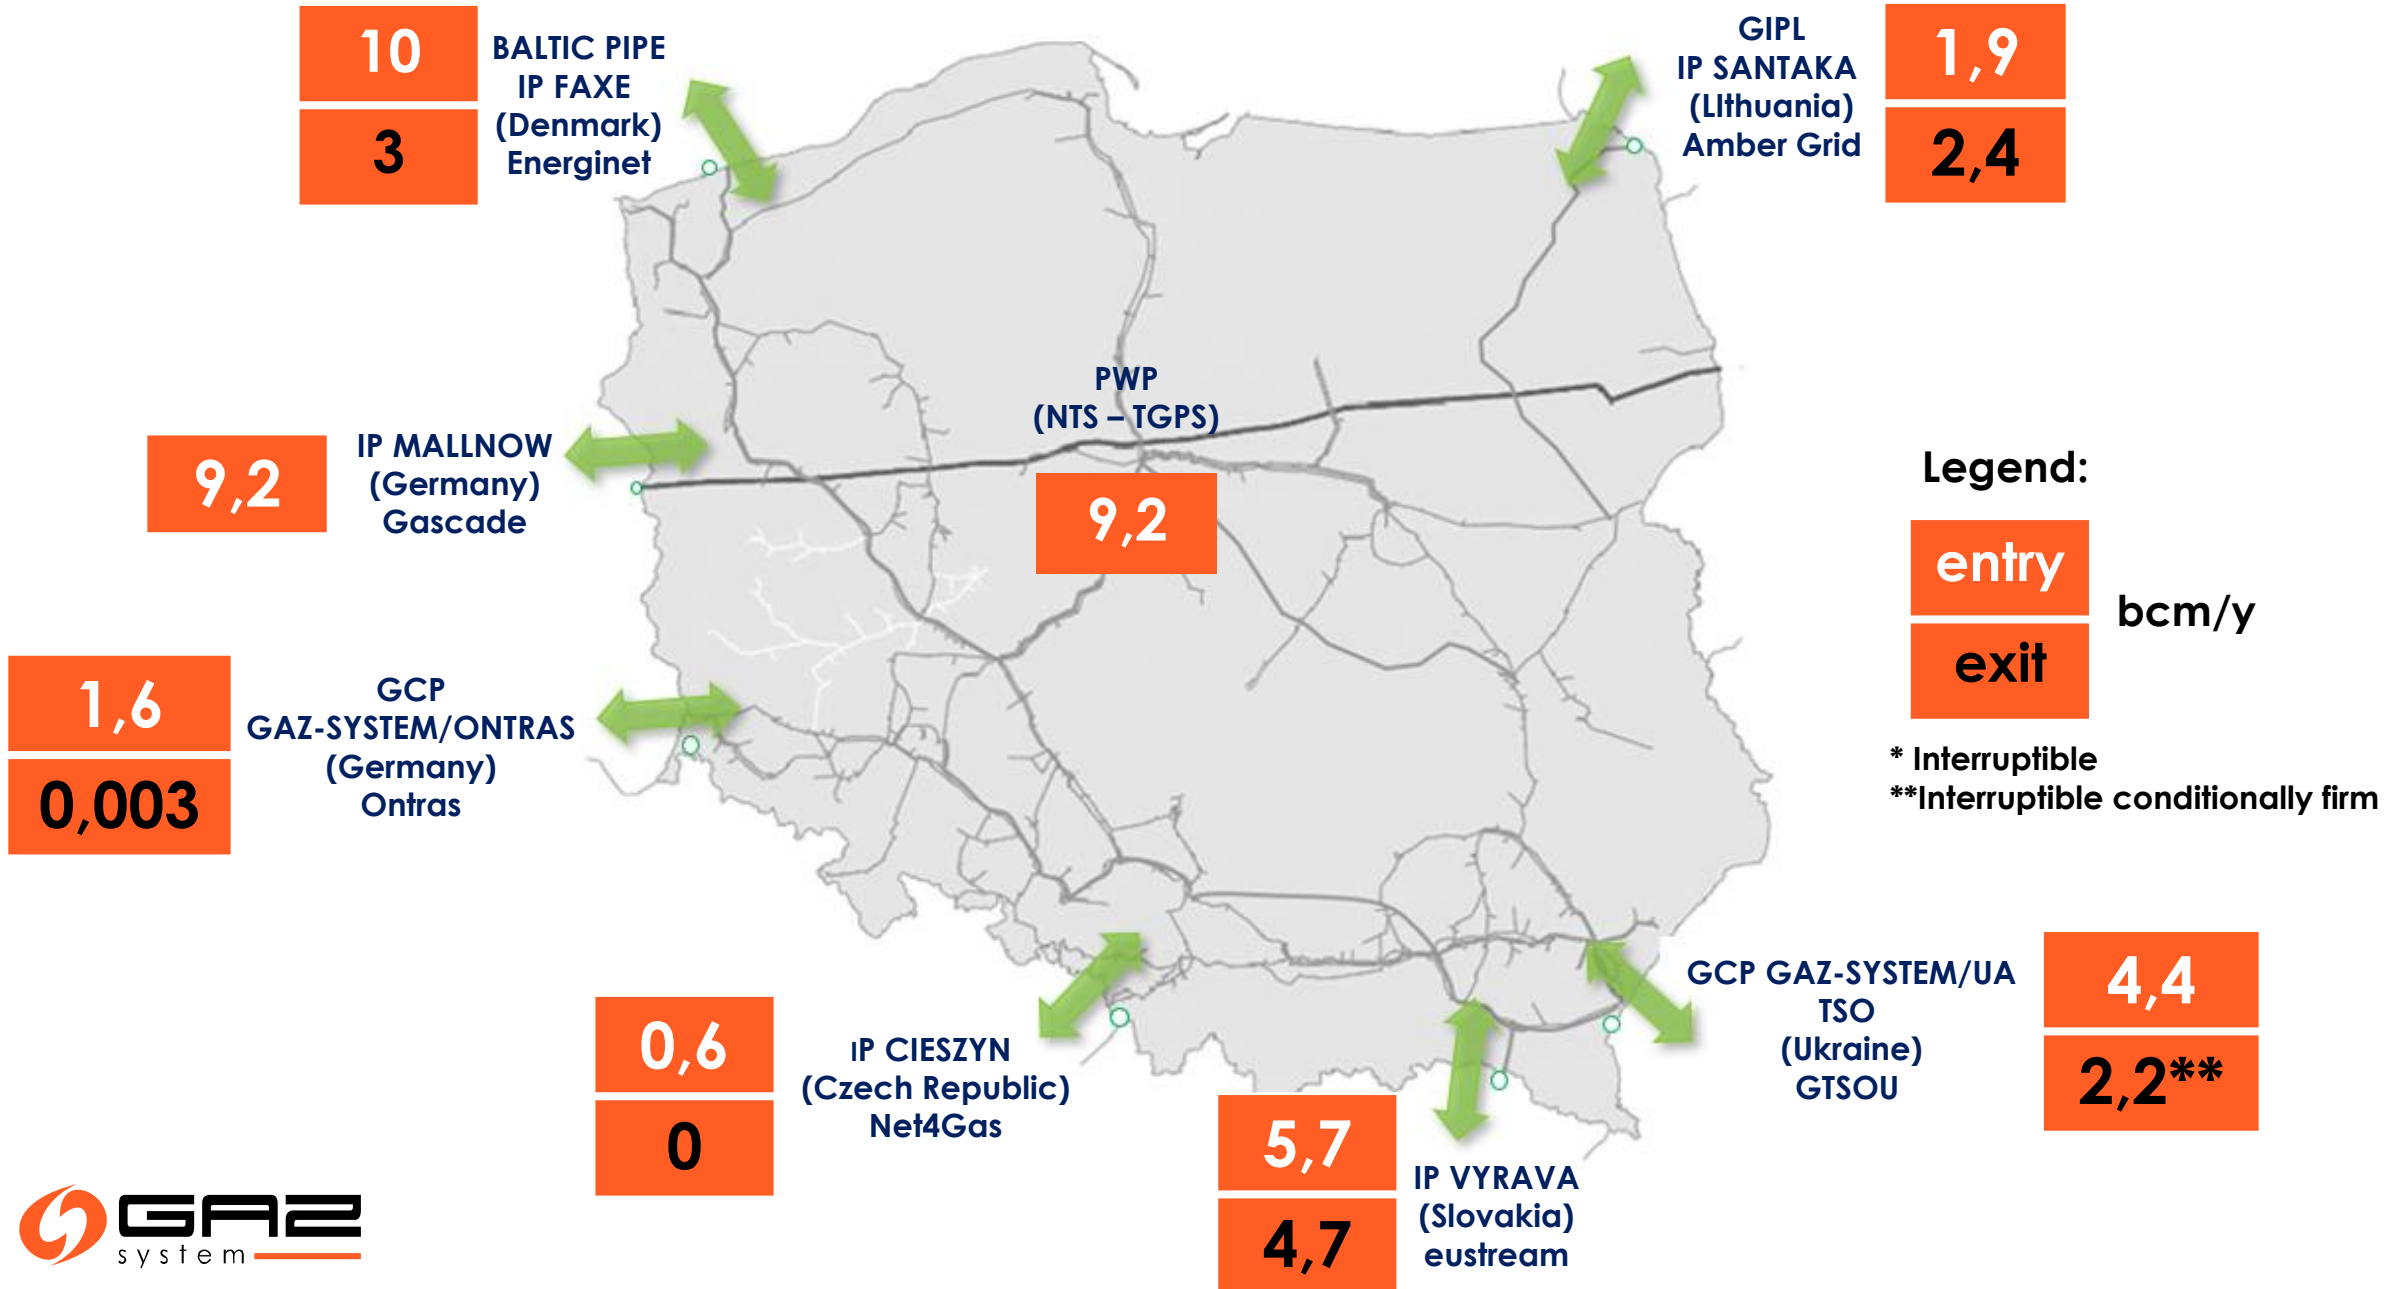 10
3
BALTIC PIPE
IP FAXE
(Denmark)
Energinet
GIPL
IP SANTAKA
(LIthuania)
Amber Grid
1,9
2,4
9,2
IP MALLNOW
(Germany)
Gascade
PWP
(NTS – TGPS)
9,2
Legend:
entry
exit
bcm/y
* Interruptible
**Interruptible conditionally firm
1,6
0,003
GCP
GAZ-SYSTEM/ONTRAS
(Germany)
Ontras
0,6
0
IP CIESZYN
(Czech Republic)
Net4Gas
5,7
4,7
IP VYRAVA
(Slovakia)
eustream
GCP GAZ-SYSTEM/UA
TSO
(Ukraine)
GTSOU
4,4
2,2**
GAZ
system